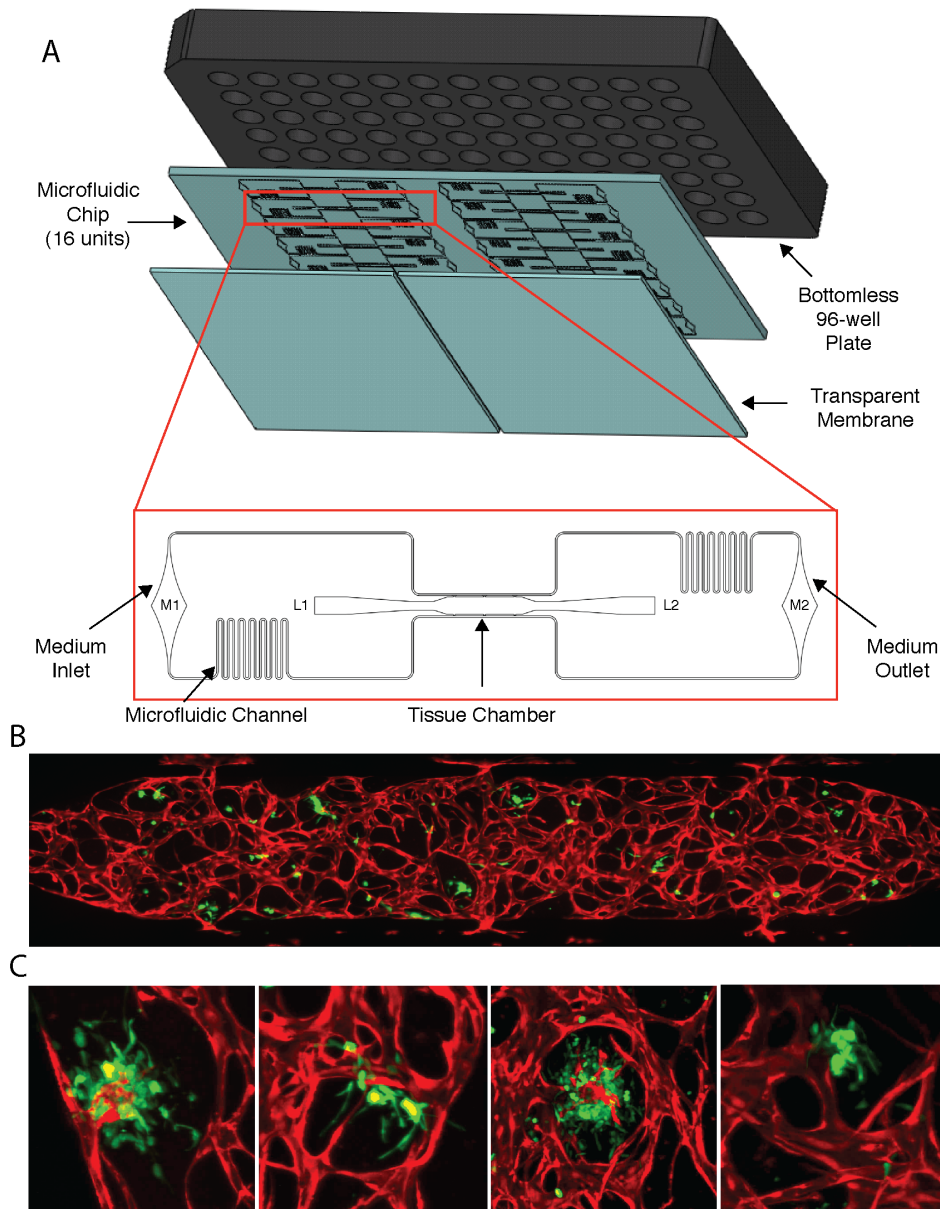 A
Microfluidic
Chip
(16 units)
Bottomless
96-well
Plate
Transparent
Membrane
M1
L1
L2
M2
Medium
Inlet
Medium
Outlet
Microfluidic Channel
Tissue Chamber
B
C